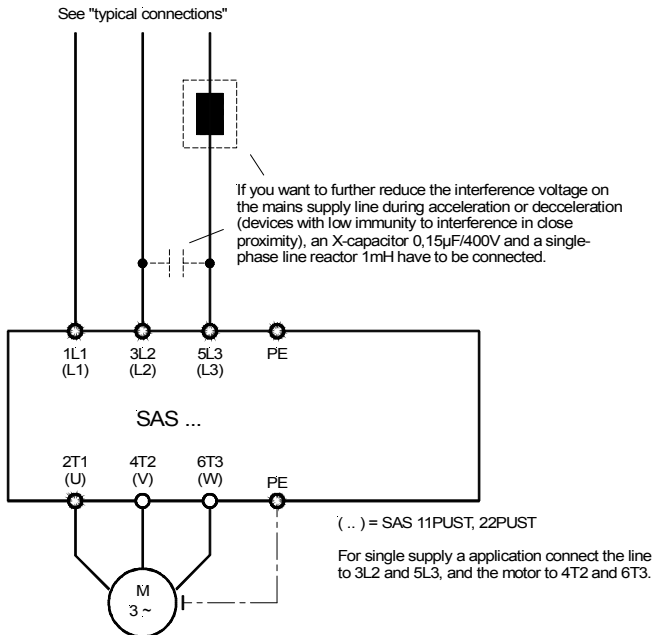 See "typical connections"
If you want to further reduce the interference voltage on
the mains supply line during acceleration or decceleration
(devices with low immunity to interference in close
proximity), an X-capacitor 0,15µF/400V and a single-
phase line reactor 1mH have to be connected.
1L1 3L2 5L3 PE
(L1) (L2) (L3)
SAS ...
2T1 4T2 6T3 PE
(U) (V) (W)
( .. ) = SAS 11PUST, 22PUST
For single supply a application connect the line
to 3L2 and 5L3, and the motor to 4T2 and 6T3.
M
3 ~